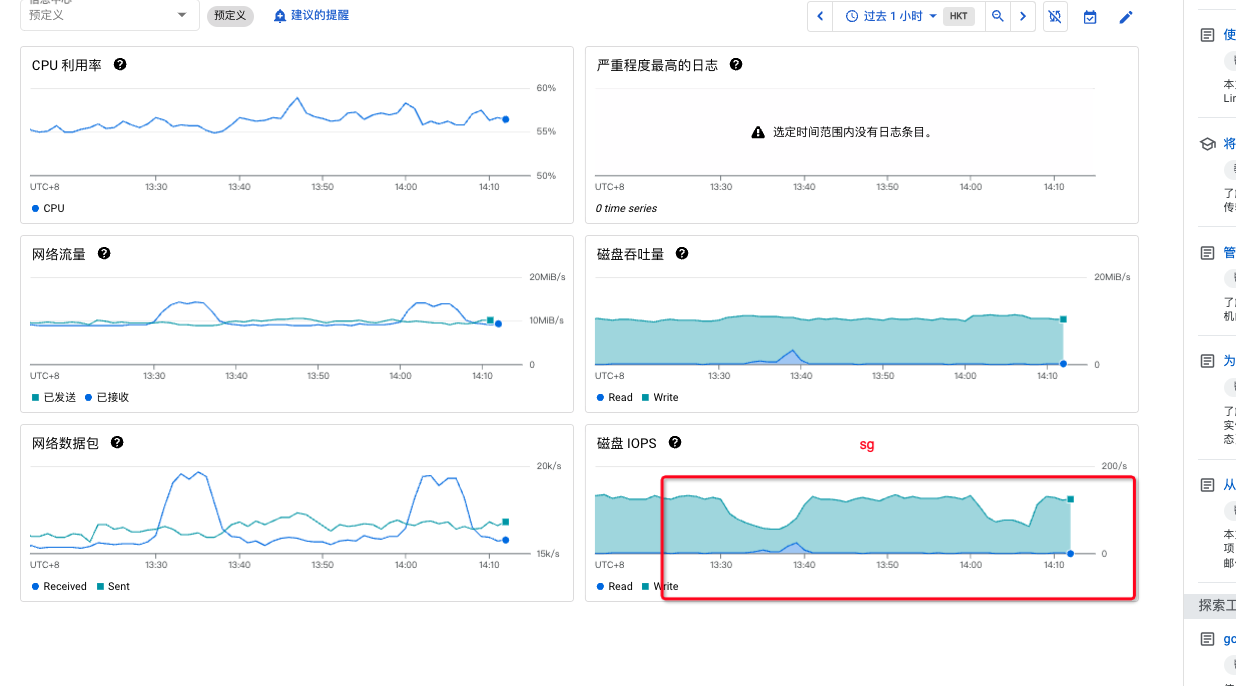 预定义
预定义
建议的提醒
过去 1 小时
HKT
CPU 利用率
60%
55%
50%
UTC+8 13:30 13:40 13:50 14:00 14:10
CPU
严重程度最高的日志
选定时间范围内没有日志条目。
UTC+8 13:30 13:40 13:50 14:00 14:10
0 time series
网络流量
20MiB/s
10MiB/s
0
UTC+8 13:30 13:40 13:50 14:00 14:10
已发送 已接收
磁盘吞吐量
20MiB/s
0
UTC+8 13:30 13:40 13:50 14:00 14:10
Read Write
网络数据包
20k/s
15k/s
UTC+8 13:30 13:40 13:50 14:00 14:10
Received Sent
磁盘 IOPS
sg
200/s
0
UTC+8 13:30 13:40 13:50 14:00 14:10
Read Write
使
本
Lin
将
了
传
管
了
机
为
了
实
态
从
本
项
邮
探索工
go